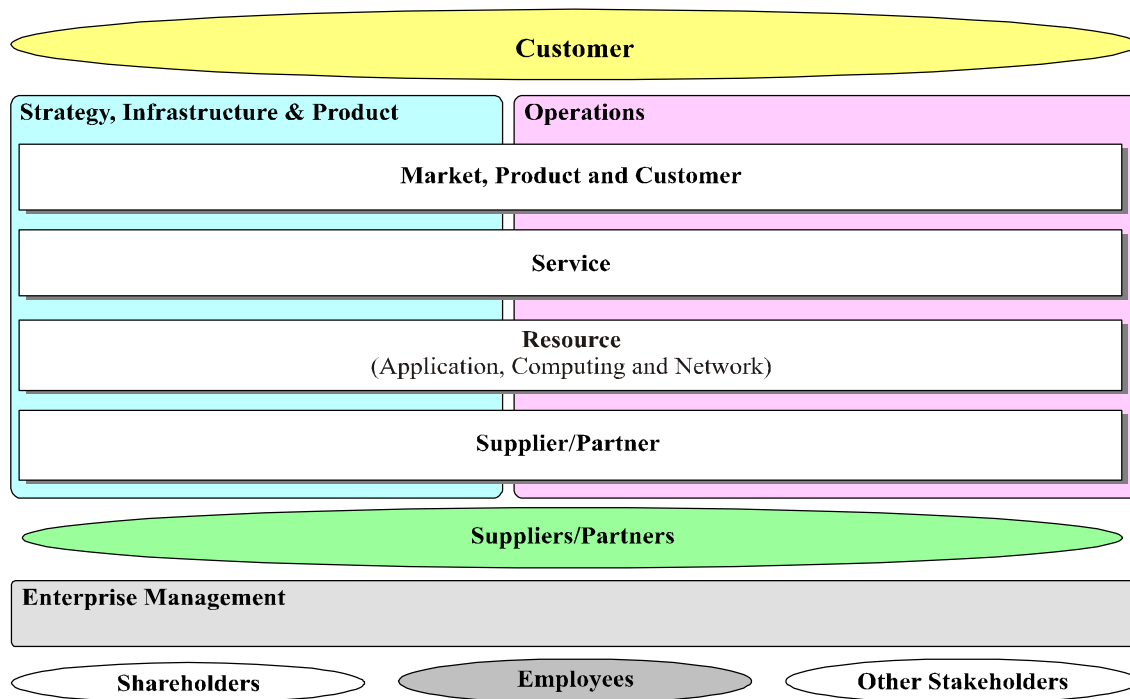 Customer
Strategy, Infrastructure & Product
Operations
Market, Product and Customer
Service
Resource
(Application, Computing and Network)
Supplier/Partner
Suppliers/Partners
Enterprise Management
Shareholders
Employees
Other Stakeholders